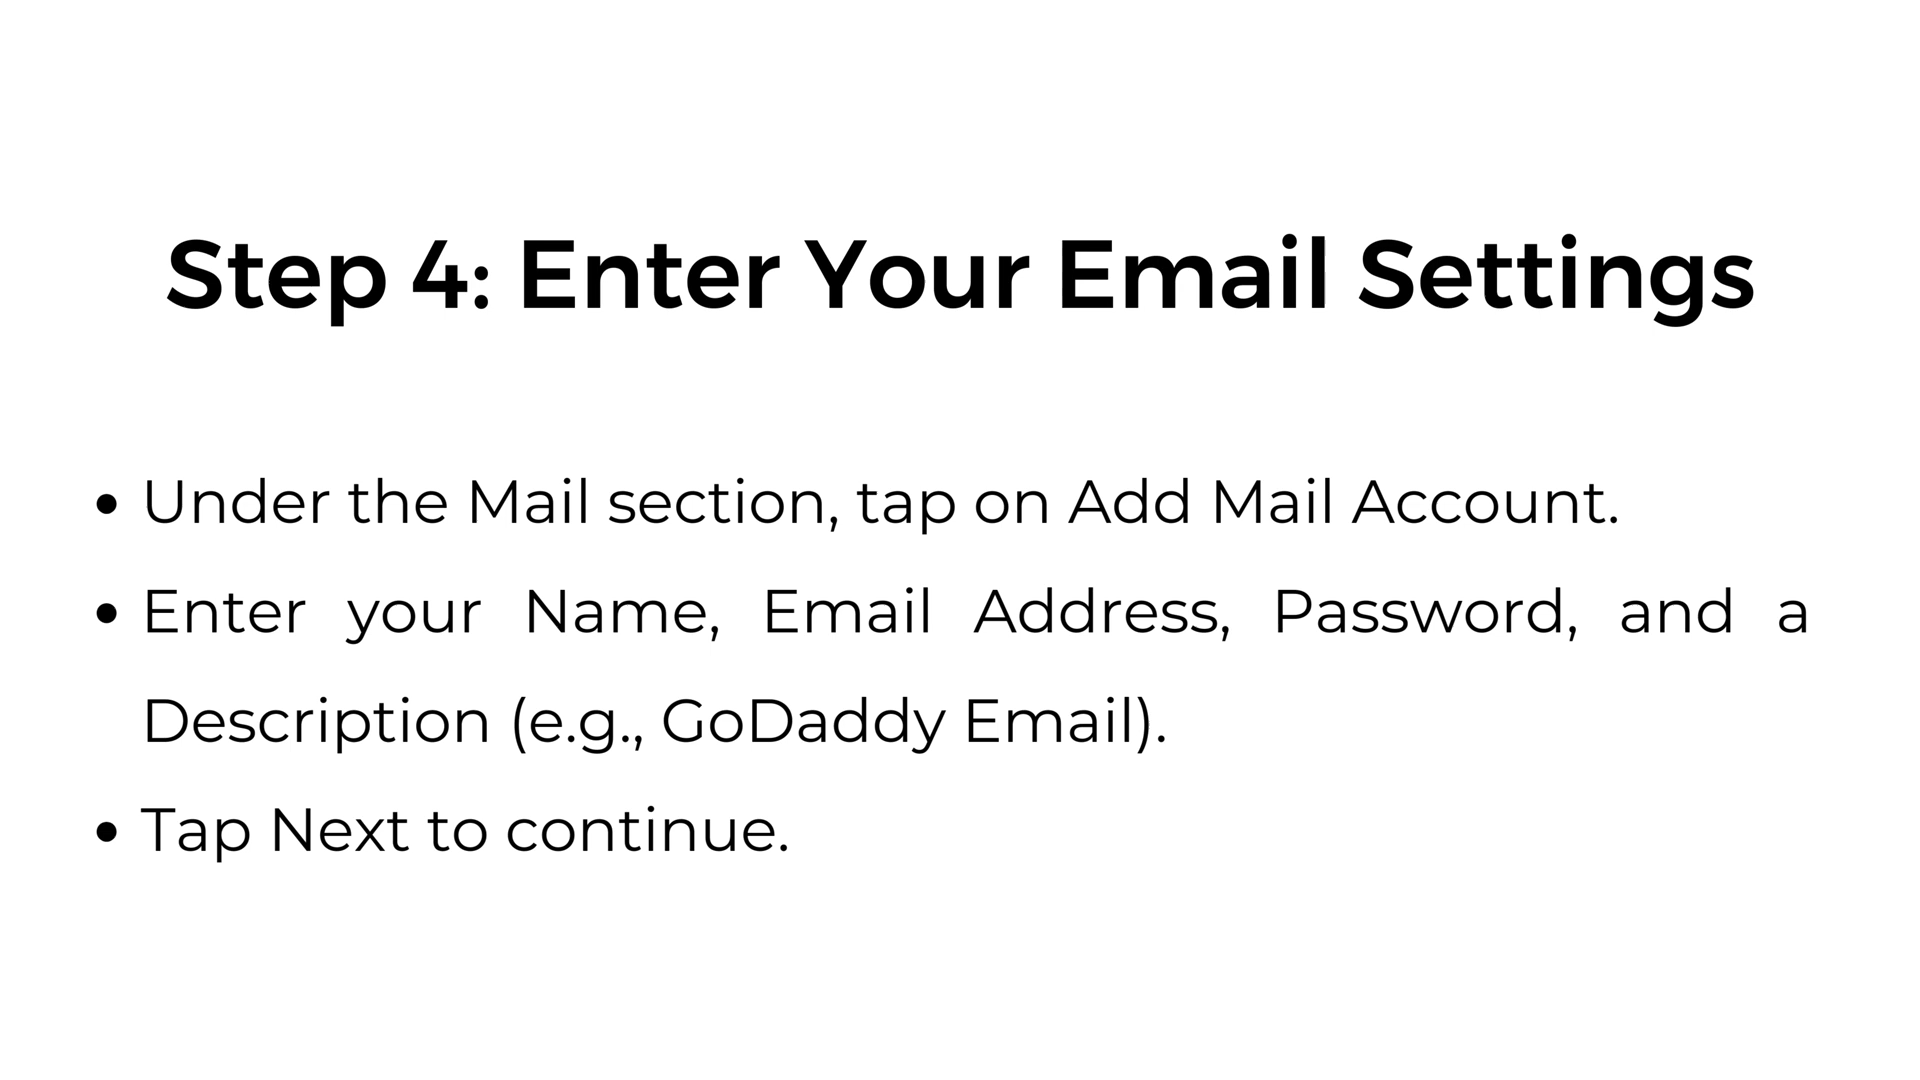 Step 4: Enter Your Email Settings
• Under the Mail section, tap on Add Mail Account.
• Enter your Name, Email Address, Password, and a
Description (e.g., GoDaddy Email).
• Tap Next to continue.